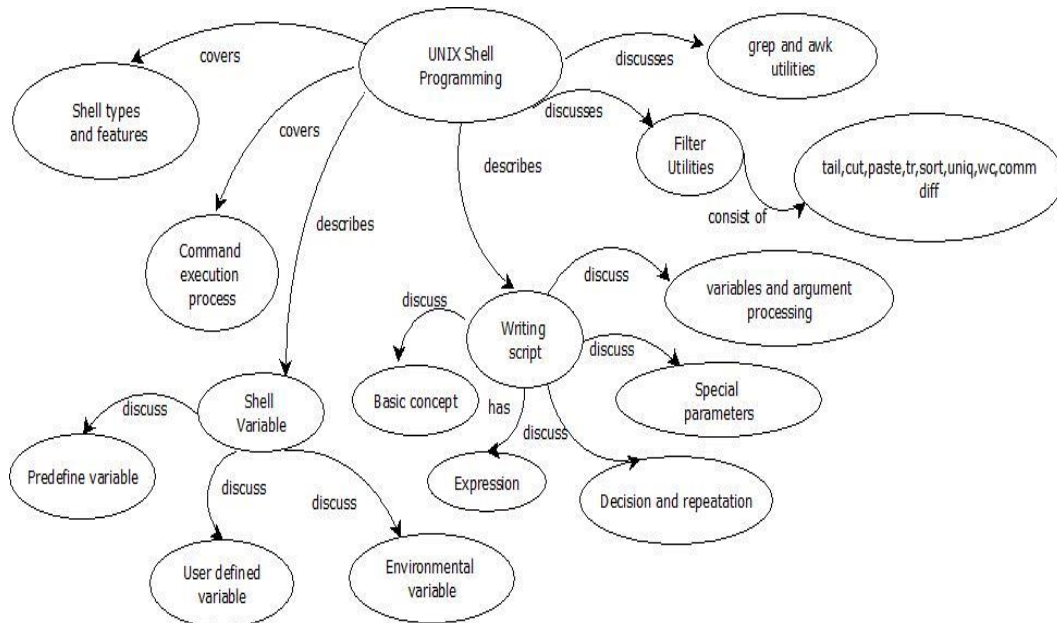 UNIX Shell
Programming
covers
discusses
grep and awk
utilities
Shell types
and features
covers
discusses
Filter
Utilities
describes
tail,cut,paste,tr,sort,uniq,wc,comm
diff
consist of
describes
Command
execution
process
discuss
variables and argument
processing
discuss
Writing
script
discuss
Special
parameters
Basic concept
has
discuss
Shell
Variable
discuss
Predefine variable
Expression
Decision and repeatation
discuss
discuss
User defined
variable
Environmental
variable